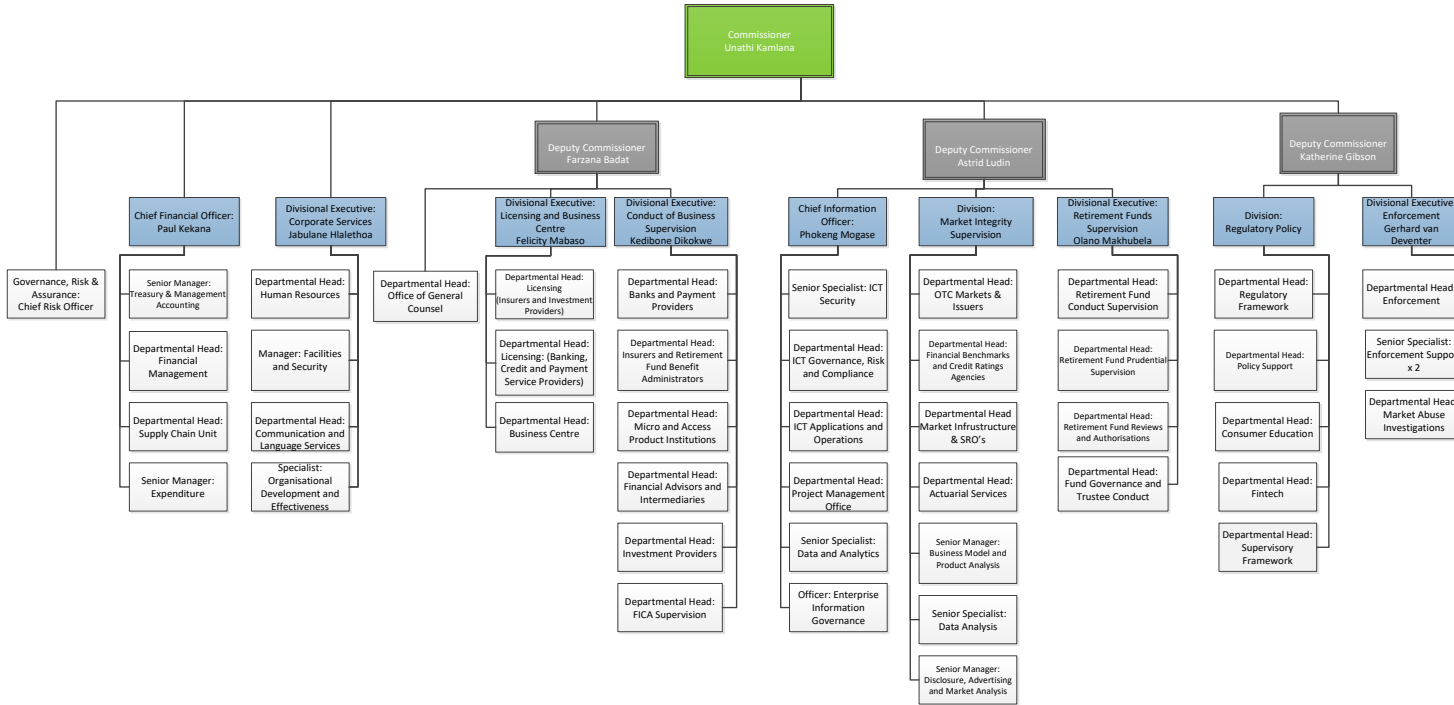 Commissioner
Unathi Kamlana
Deputy Commissioner
Farzana Badat
Deputy Commissioner
Astrid Ludin
Deputy Commissioner
Katherine Gibson
Chief Financial Officer:
Paul Kekana
Divisional Executive:
Corporate Services
Jabulane Hlalethoa
Divisional Executive:
Licensing and Business
Centre
Felicity Mabaso
Divisional Executive:
Conduct of Business
Supervision
Kedibone Dikokwe
Chief Information
Officer:
Phokeng Mogase
Division:
Market Integrity
Supervision
Divisional Executive:
Retirement Funds
Supervision
Olano Makhubela
Division:
Regulatory Policy
Divisional Executive
Enforcement
Gerhard van
Deventer
Governance, Risk &
Assurance:
Chief Risk Officer
Senior Manager:
Treasury & Management
Accounting
Departmental Head:
Financial
Management
Departmental Head:
Supply Chain Unit
Senior Manager:
Expenditure
Departmental Head:
Human Resources
Manager: Facilities
and Security
Departmental Head:
Communication and
Language Services
Specialist:
Organisational
Development and
Effectiveness
Departmental Head:
Office of General
Counsel
Departmental Head:
Licensing
(Insurers and Investment
Providers)
Departmental Head:
Licensing: (Banking,
Credit and Payment
Service Providers)
Departmental Head:
Business Centre
Departmental Head:
Banks and Payment
Providers
Departmental Head:
Insurers and Retirement
Fund Benefit
Administrators
Departmental Head:
Micro and Access
Product Institutions
Departmental Head:
Financial Advisors and
Intermediaries
Departmental Head:
Investment Providers
Departmental Head:
FICA Supervision
Senior Specialist: ICT
Security
Departmental Head:
ICT Governance, Risk
and Compliance
Departmental Head:
ICT Applications and
Operations
Departmental Head:
Project Management
Office
Senior Specialist:
Data and Analytics
Officer: Enterprise
Information
Governance
Departmental Head:
OTC Markets &
Issuers
Departmental Head:
Financial Benchmarks
and Credit Ratings
Agencies
Departmental Head
Market Infrustructure
& SRO's
Departmental Head:
Actuarial Services
Senior Manager:
Business Model and
Product Analysis
Senior Specialist:
Data Analysis
Senior Manager:
Disclosure, Advertising
and Market Analysis
Departmental Head:
Retirement Fund
Conduct Supervision
Departmental Head:
Retirement Fund Prudential
Supervision
Departmental Head:
Retirement Fund Reviews
and Authorisations
Departmental Head:
Fund Governance and
Trustee Conduct
Departmental Head:
Regulatory
Framework
Departmental Head:
Policy Support
Departmental Head:
Consumer Education
Departmental Head:
Fintech
Departmental Head:
Supervisory
Framework
Departmental Head
Enforcement
Senior Specialist:
Enforcement Suppo
x 2
Departmental Head
Market Abuse
Investigations